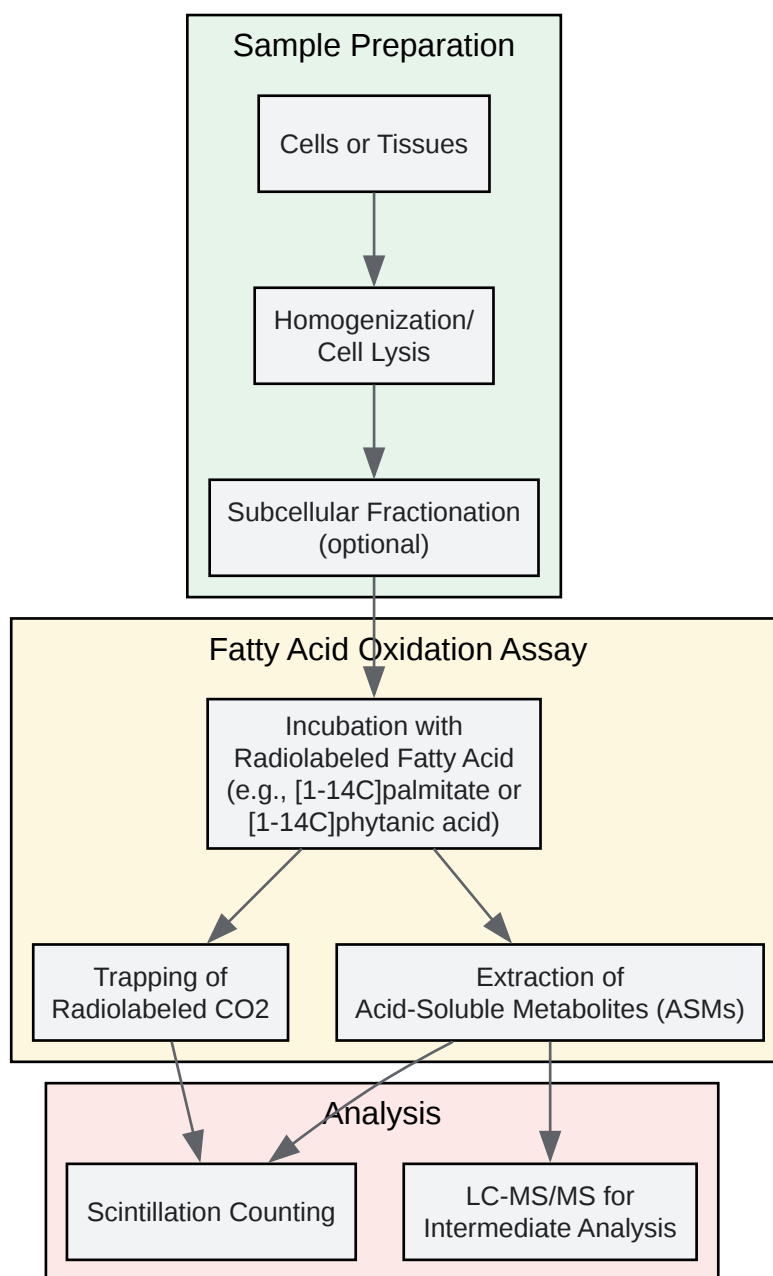 Sample Preparation
Cells or Tissues
Homogenization/
Cell Lysis
Subcellular Fractionation
(optional)
Fatty Acid Oxidation Assay
Incubation with
Radiolabeled Fatty Acid
(e.g., [1-14C]palmitate or
[1-14C]phytanic acid)
Trapping of
Radiolabeled CO2
Extraction of
Acid-Soluble Metabolites (ASMs)
Analysis
Scintillation Counting
LC-MS/MS for
Intermediate Analysis